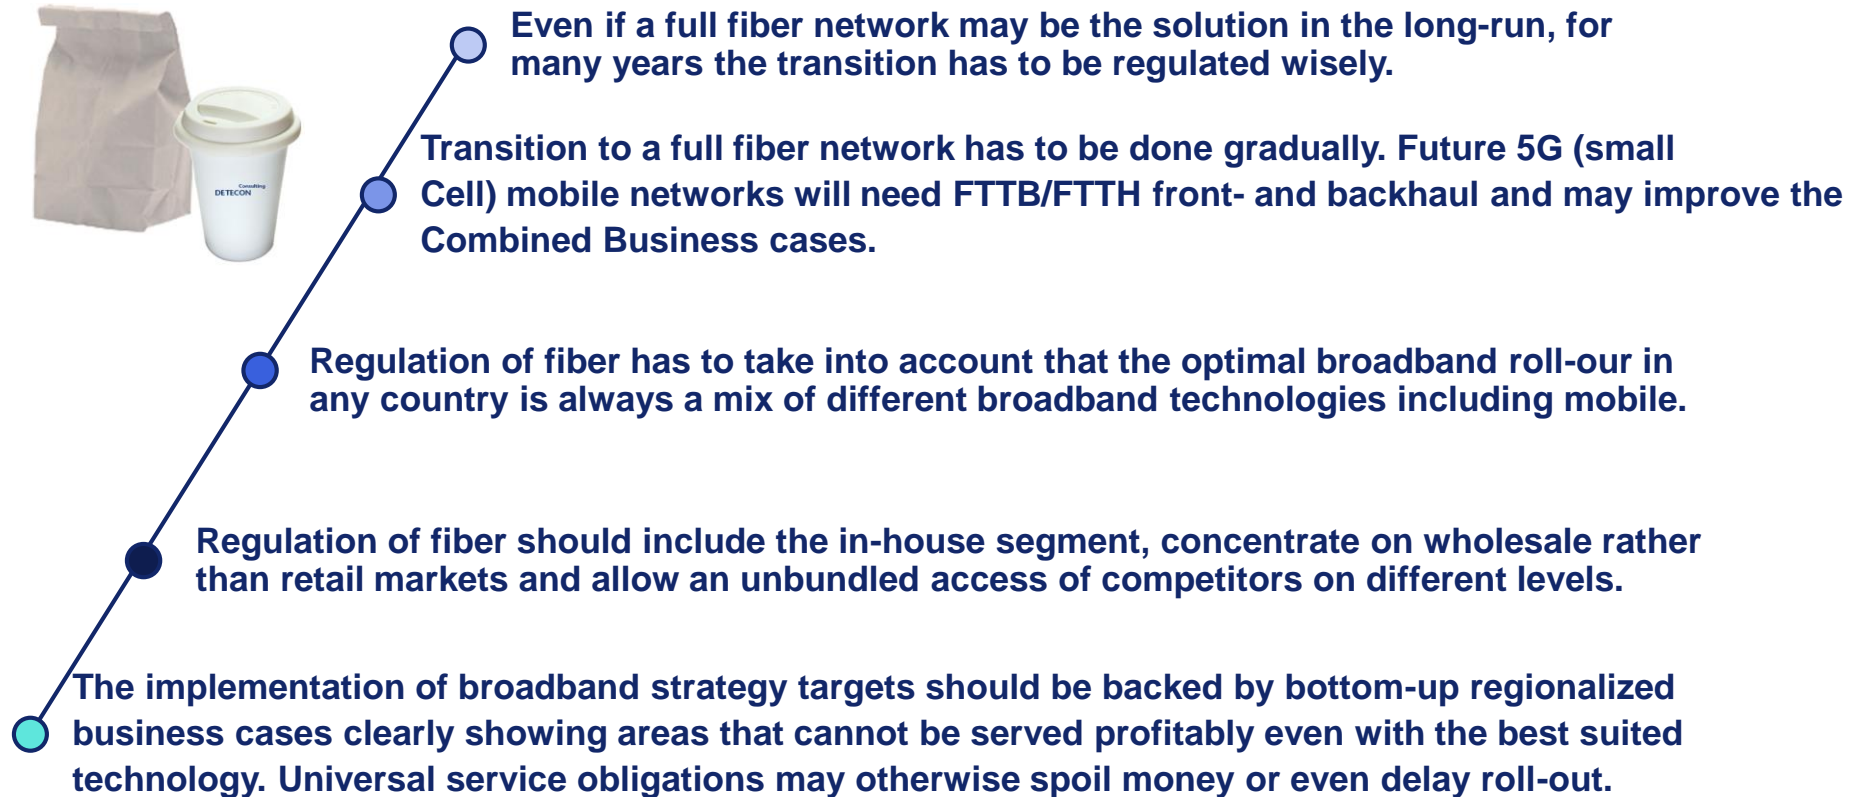 Even if a full fiber network may be the solution in the long-run, for
many years the transition has to be regulated wisely.
Transition to a full fiber network has to be done gradually. Future 5G (small
Cell) mobile networks will need FTTB/FTTH front- and backhaul and may improve the
Combined Business cases.
Consulting
DETECON
Regulation of fiber has to take into account that the optimal broadband roll-our in
any country is always a mix of different broadband technologies including mobile.
Regulation of fiber should include the in-house segment, concentrate on wholesale rather
than retail markets and allow an unbundled access of competitors on different levels.
The implementation of broadband strategy targets should be backed by bottom-up regionalized
business cases clearly showing areas that cannot be served profitably even with the best suited
technology. Universal service obligations may otherwise spoil money or even delay roll-out.